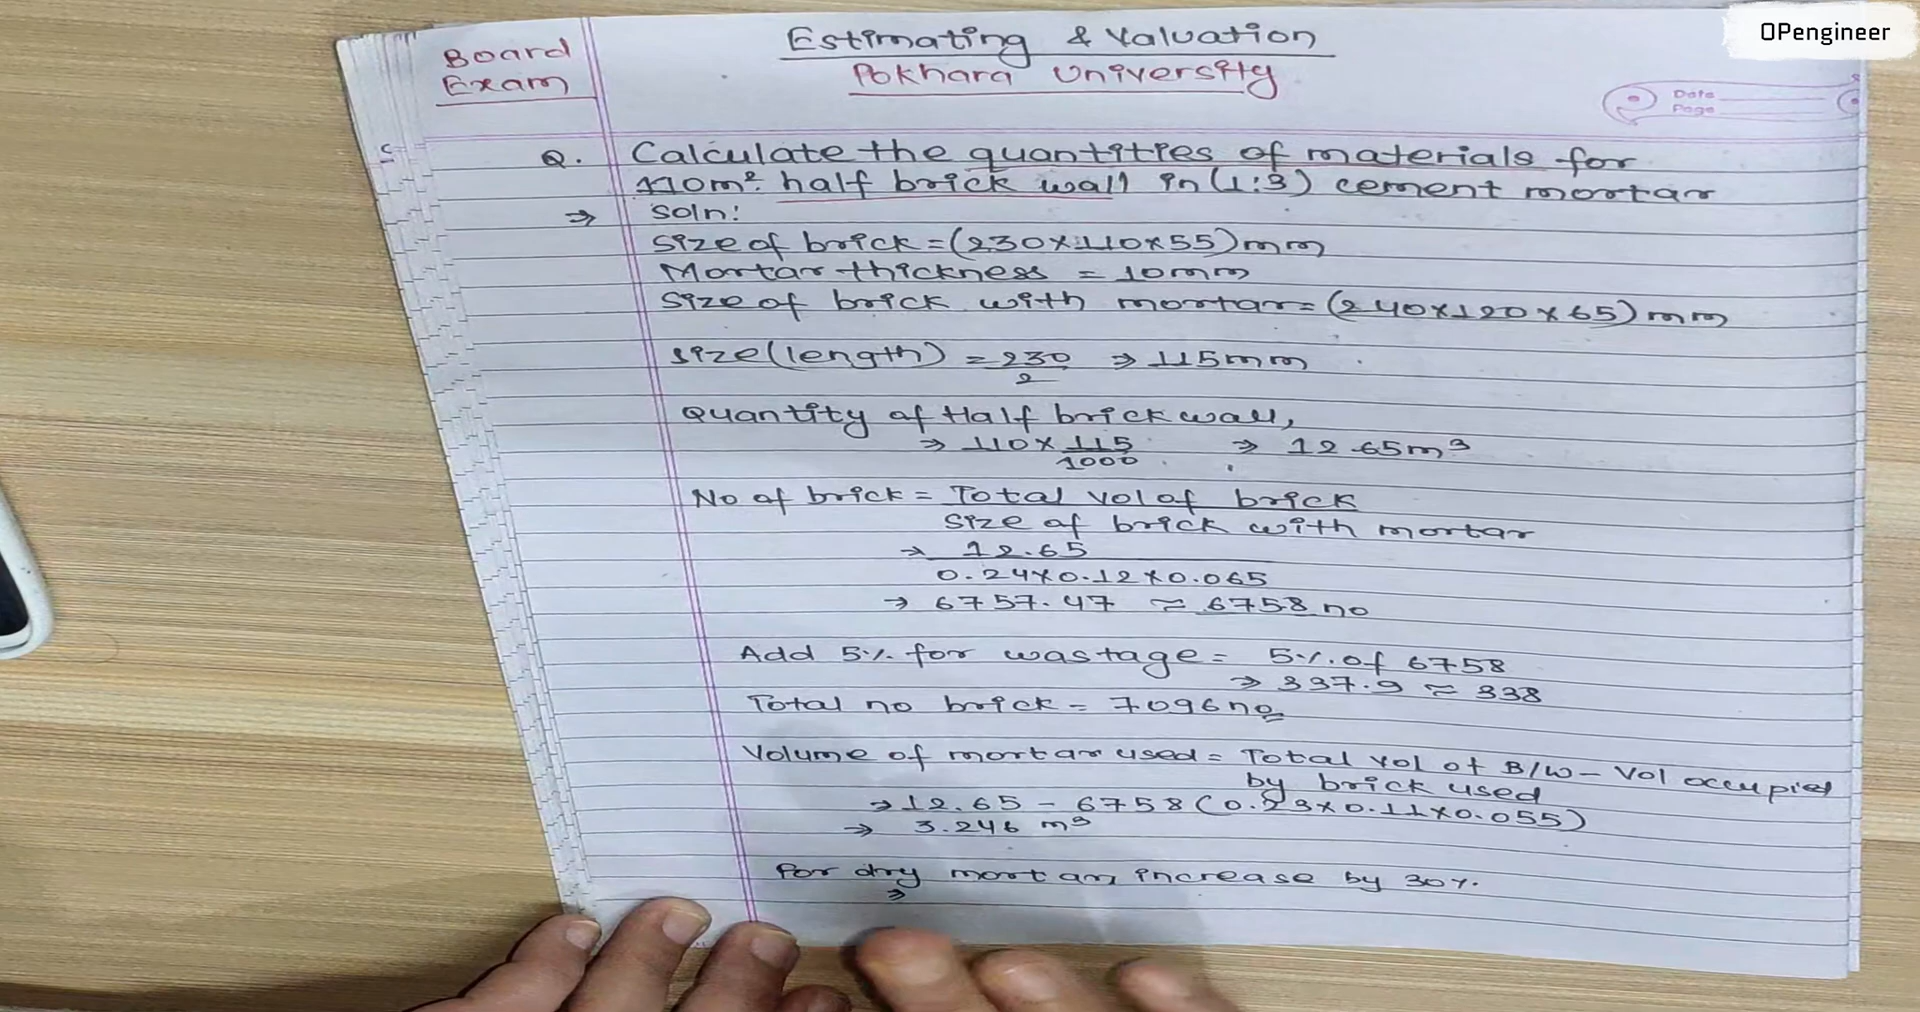 OPengineer
Board
Exam
Estimating & Valuation
Pokhara University
Date
Page
Q. Calculate the quantities of materials for
110m² half brick wall in (1:3) cement mortar
⇒ Soln:
Size of brick = (230×110×55)mm
Mortar thickness = 10mm
Size of brick with mortar = (240×120×65)mm
Size(length) = 230/2 ⇒ 115mm
Quantity of Half brick wall,
⇒ 110 × 115/1000 ⇒ 12.65m³
No of brick = Total vol of brick
Size of brick with mortar
→ 12.65
0.24×0.12×0.065
→ 6757.47 ≈ 6758 no
Add 5% for wastage = 5% of 6758
⇒ 337.9 ≈ 338
Total no brick = 7096 no
Volume of mortar used = Total vol of B/W - Vol occupied
by brick used
⇒ 12.65 - 6758(0.23×0.11×0.055)
⇒ 3.246 m³
for dry mortar, increase by 30%.
⇒